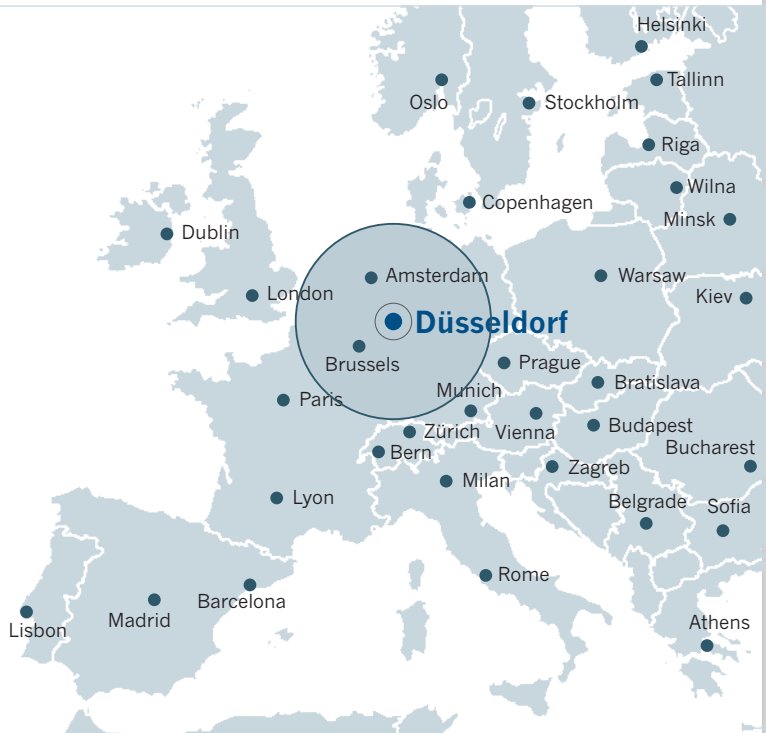 Helsinki
Tallinn
Oslo
Stockholm
Riga
Wilna
Copenhagen
Minsk
Dublin
Amsterdam
Warsaw
London
Kiev
Düsseldorf
Brussels
Prague
Bratislava
Munich
Paris
Budapest
Zürich
Vienna
Bucharest
Bern
Zagreb
Milan
Lyon
Belgrade
Sofia
Rome
Barcelona
Madrid
Lisbon
Athens